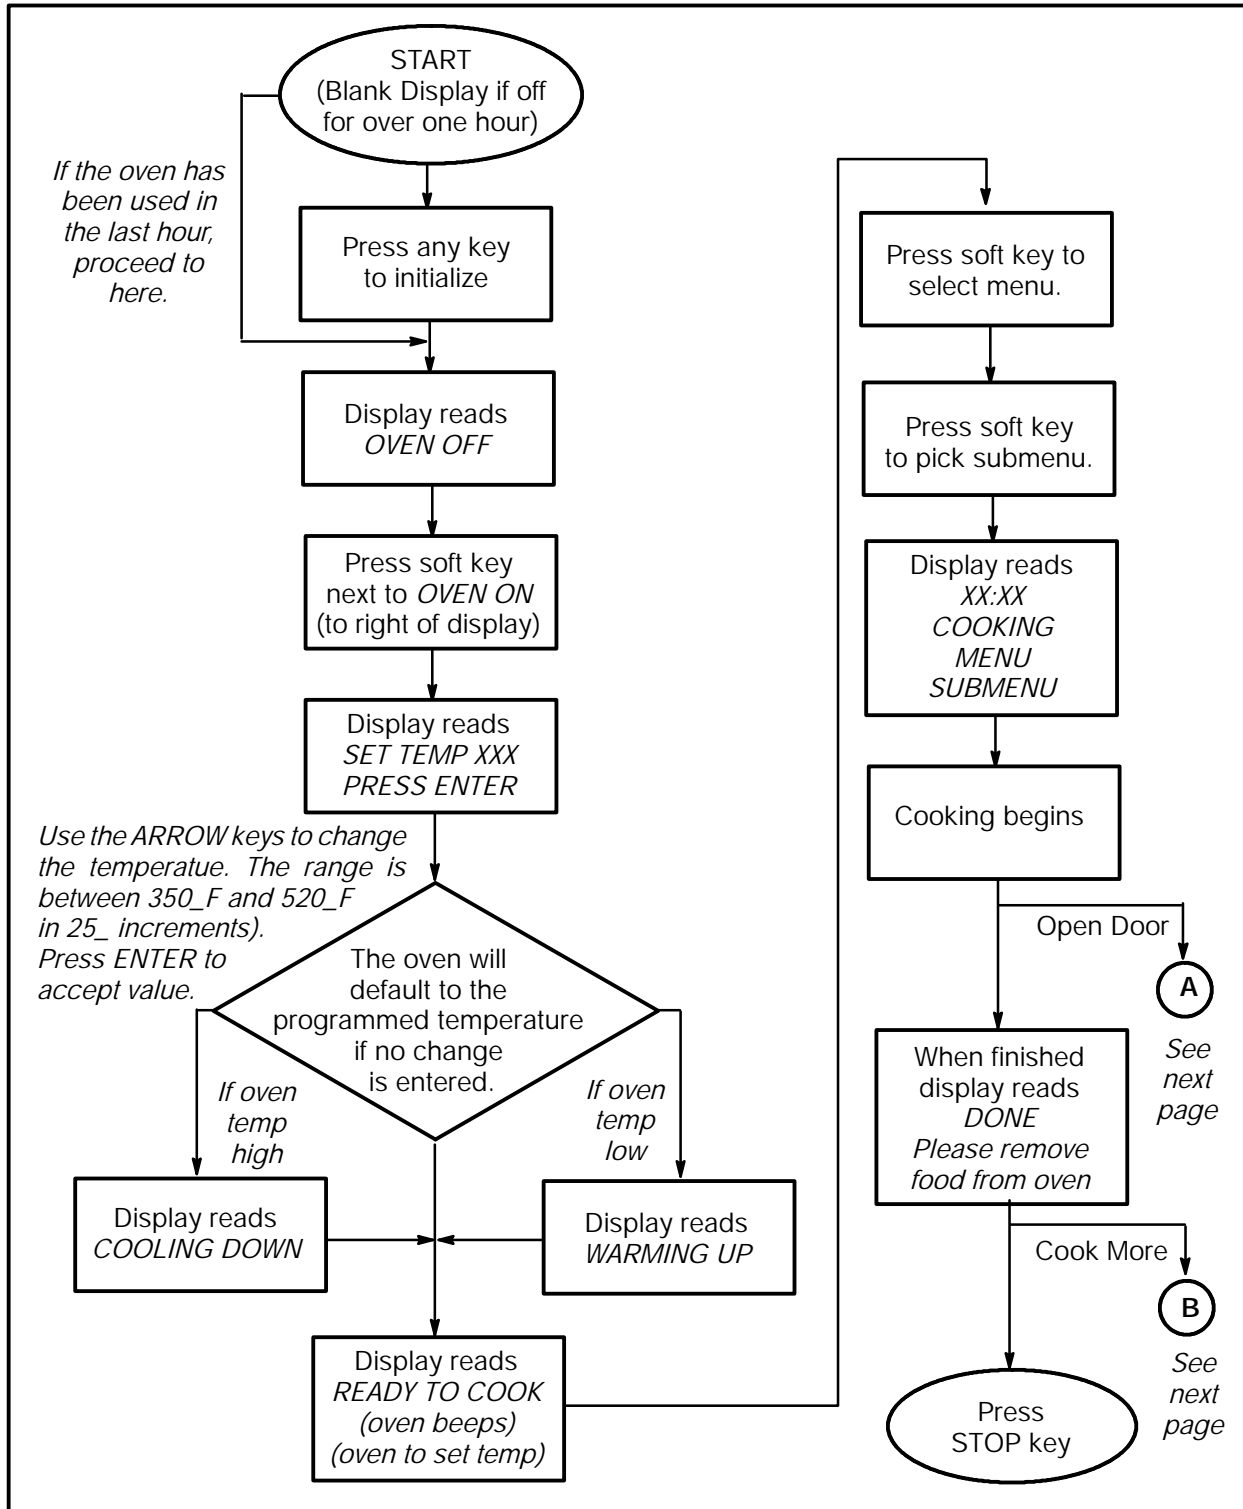 START
(Blank Display if off
for over one hour)
If the oven has
been used in
the last hour,
proceed to
here.
Press any key
to initialize
Display reads
OVEN OFF
Press soft key
next to OVEN ON
(to right of display)
Display reads
SET TEMP XXX
PRESS ENTER
Use the ARROW keys to change
the temperatue. The range is
between 350_F and 520_F
in 25_ increments).
Press ENTER to
accept value.
The oven will
default to the
programmed temperature
if no change
is entered.
If oven
temp
high
If oven
temp
low
Display reads
COOLING DOWN
Display reads
WARMING UP
Display reads
READY TO COOK
(oven beeps)
(oven to set temp)
Press soft key to
select menu.
Press soft key
to pick submenu.
Display reads
XX:XX
COOKING
MENU
SUBMENU
Cooking begins
Open Door
A
See
next
page
When finished
display reads
DONE
Please remove
food from oven
Cook More
B
See
next
page
Press
STOP key